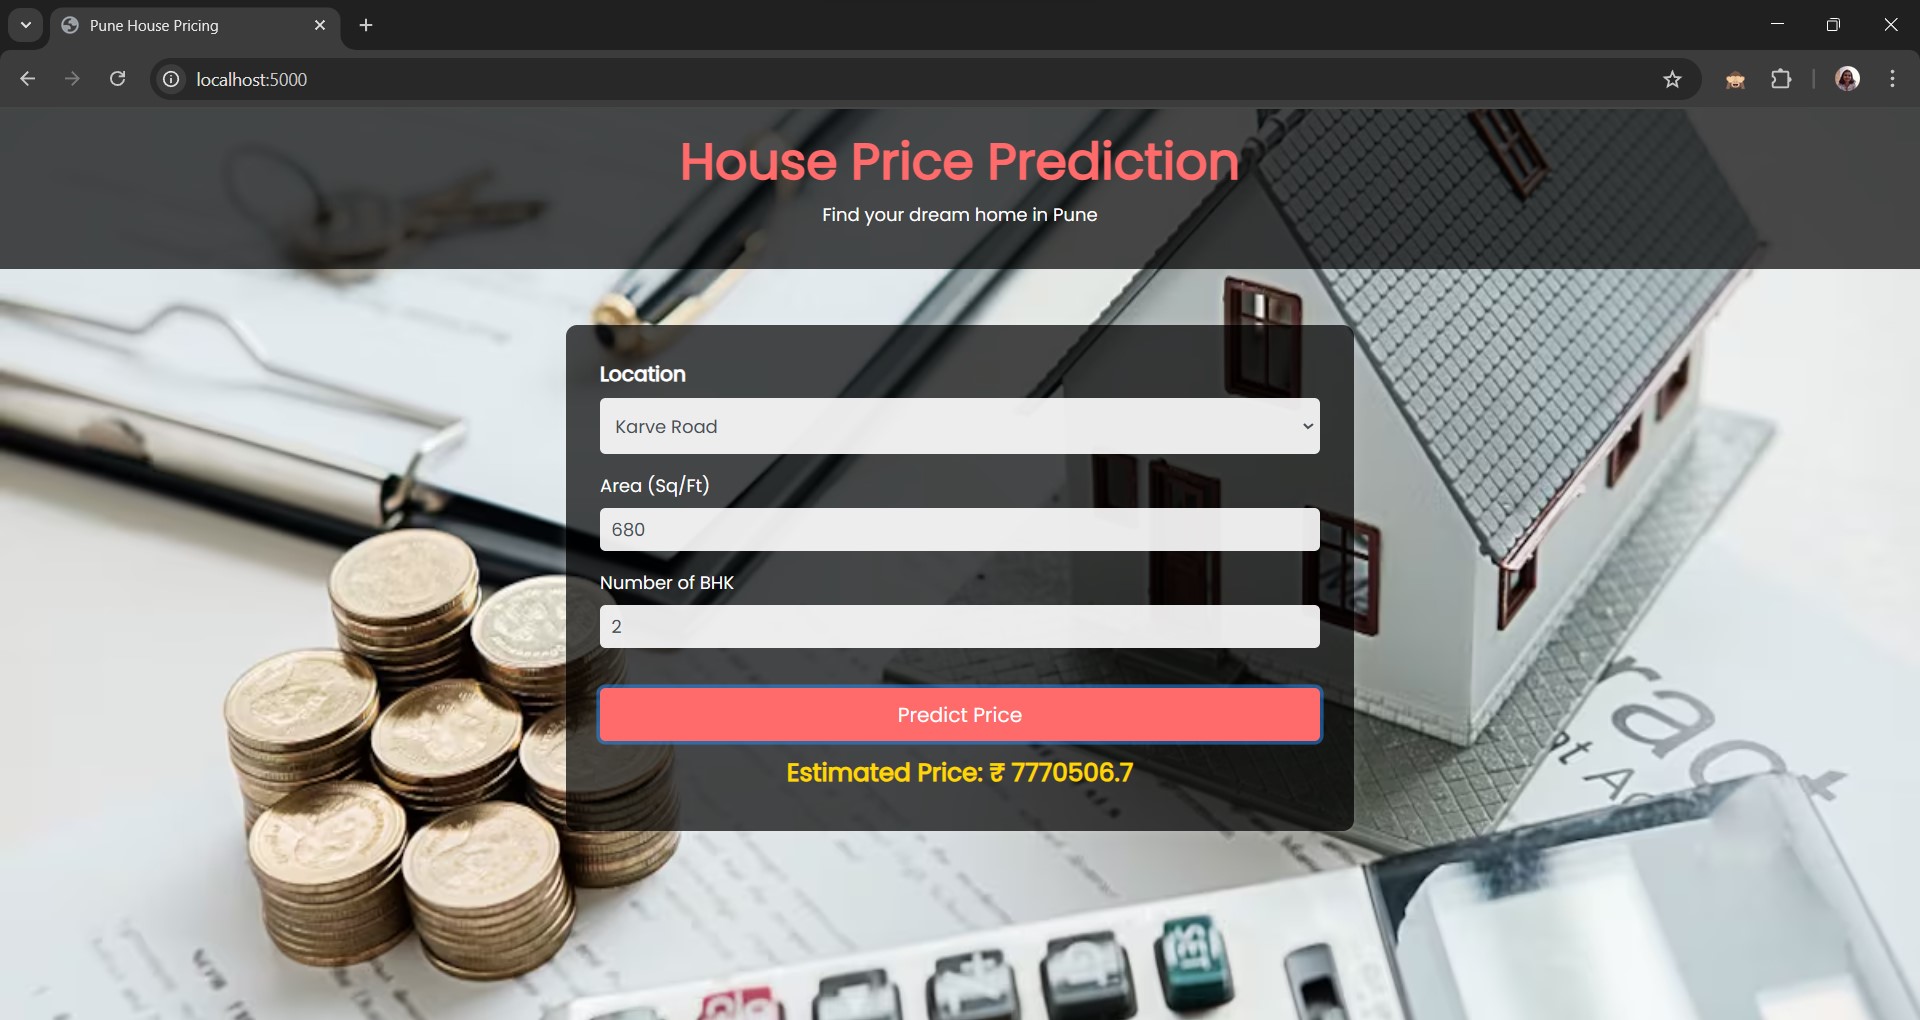 Pune House Pricing
localhost:5000
House Price Prediction
Find your dream home in Pune
Location
Karve Road
Area (Sq/Ft)
680
Number of BHK
2
Predict Price
Estimated Price: ₹ 7770506.7